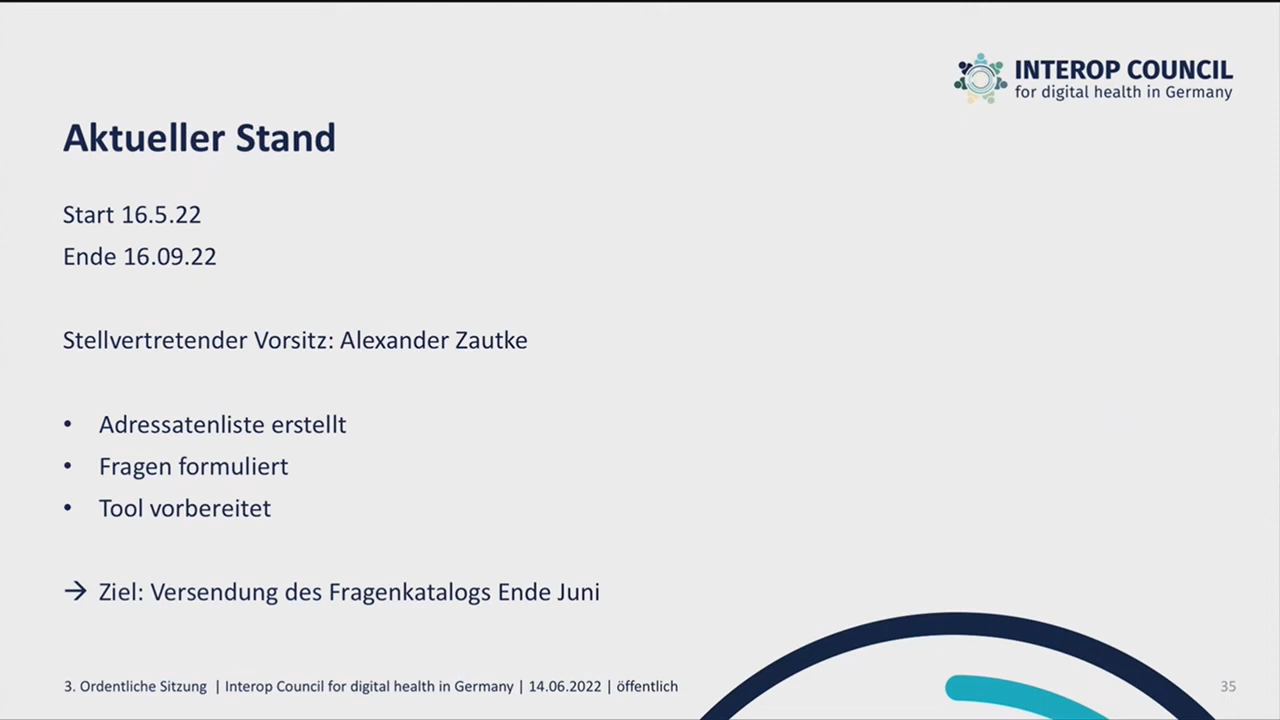 INTEROP COUNCIL
for digital health in Germany
Aktueller Stand
Start 16.5.22
Ende 16.09.22
Stellvertretender Vorsitz: Alexander Zautke
• Adressatenliste erstellt
• Fragen formuliert
• Tool vorbereitet
→ Ziel: Versendung des Fragenkatalogs Ende Juni
3. Ordentliche Sitzung | Interop Council for digital health in Germany | 14.06.2022 | öffentlich
35